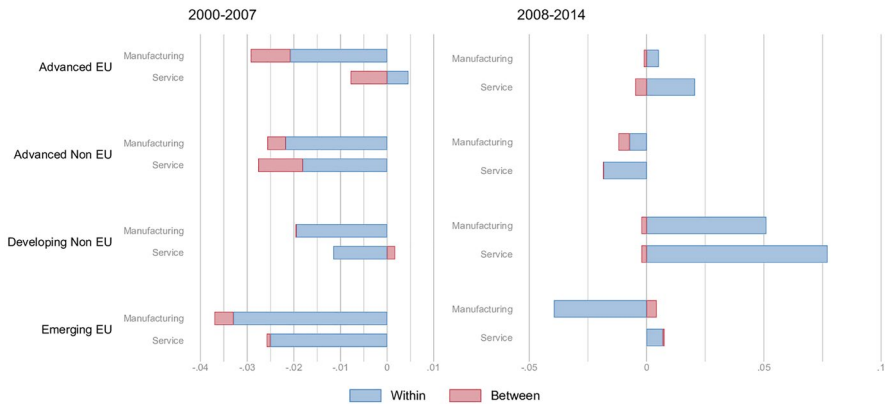 2000-2007
2008-2014
Advanced EU
Manufacturing
Service
Manufacturing
Service
Advanced Non EU
Manufacturing
Service
Manufacturing
Service
Developing Non EU
Manufacturing
Service
Manufacturing
Service
Emerging EU
Manufacturing
Service
Manufacturing
Service
-.04 -.03 -.02 -.01 0 .01
-.05 0 .05 .1
Within Between